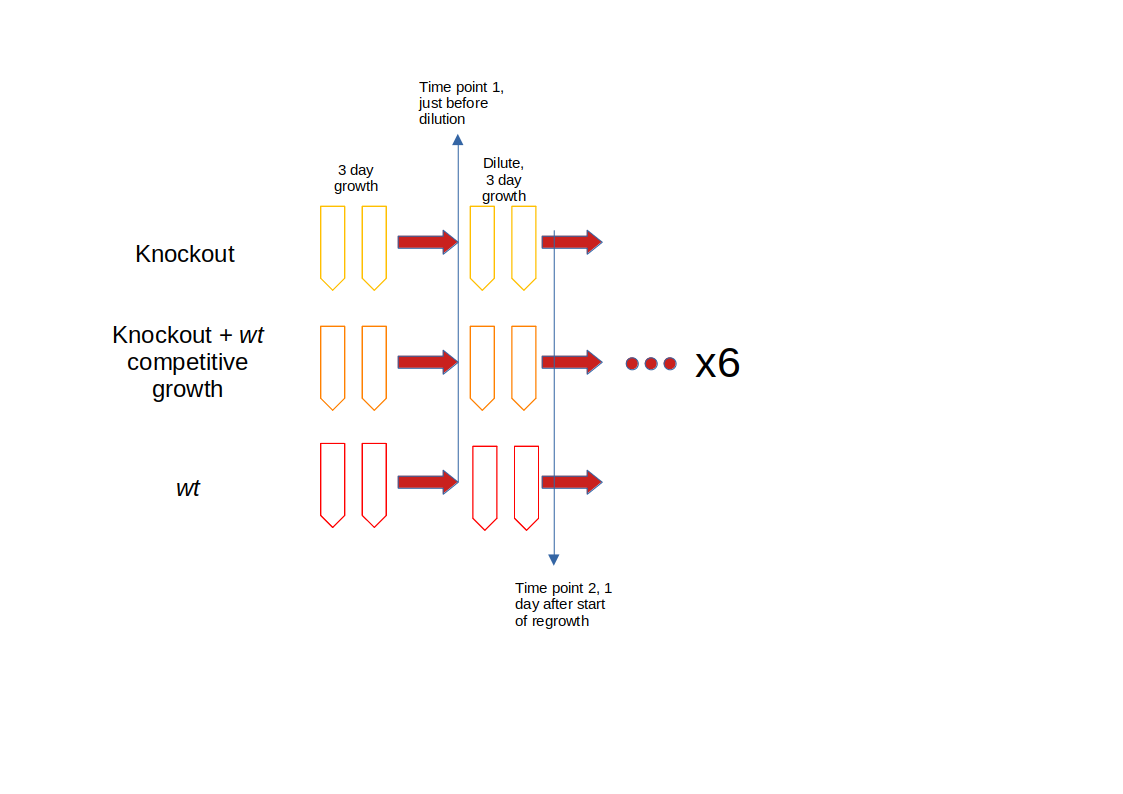 Time point 1,
just before
dilution
3 day
growth
Dilute,
3 day
growth
Knockout
Knockout + wt
competitive
growth
x6
wt
Time point 2, 1
day after start
of regrowth